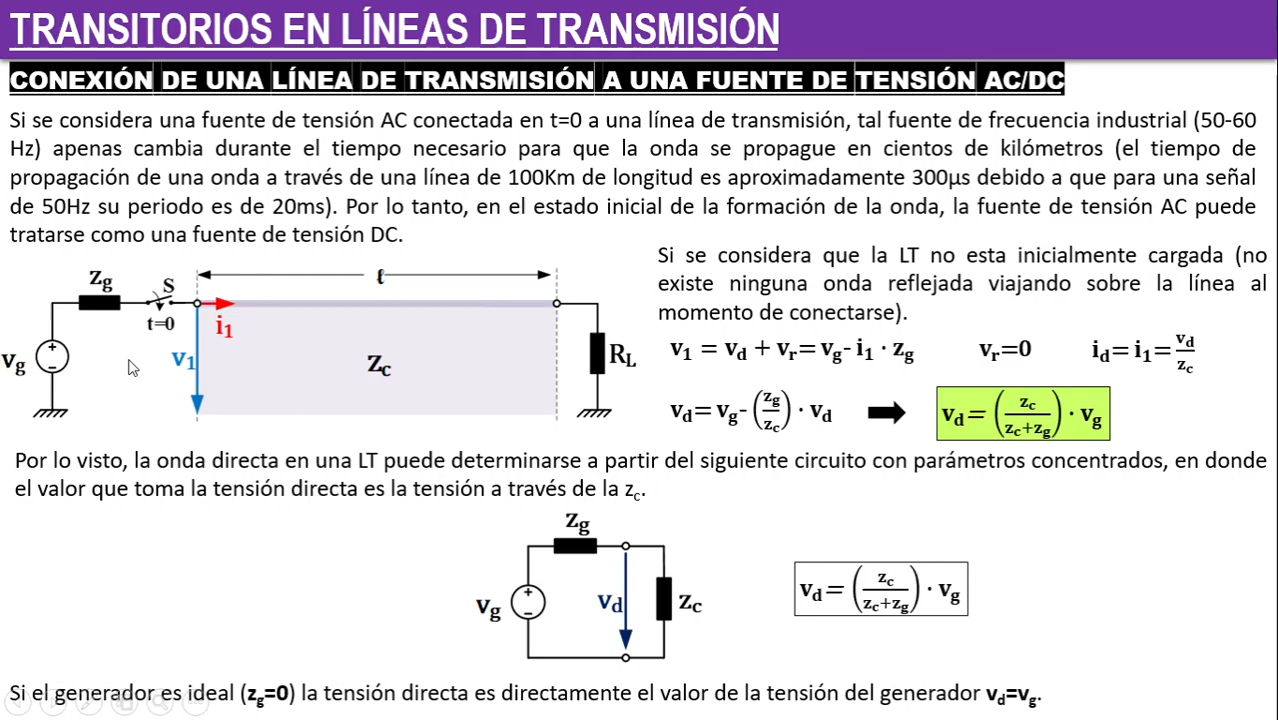 TRANSITORIOS EN LÍNEAS DE TRANSMISIÓN
CONEXIÓN DE UNA LÍNEA DE TRANSMISIÓN A UNA FUENTE DE TENSIÓN AC/DC
Si se considera una fuente de tensión AC conectada en t=0 a una línea de transmisión, tal fuente de frecuencia industrial (50-60
Hz) apenas cambia durante el tiempo necesario para que la onda se propague en cientos de kilómetros (el tiempo de
propagación de una onda a través de una línea de 100Km de longitud es aproximadamente 300µs debido a que para una señal
de 50Hz su periodo es de 20ms). Por lo tanto, en el estado inicial de la formación de la onda, la fuente de tensión AC puede
tratarse como una fuente de tensión DC.
Zg
S
t=0
ℓ
i1
vg
+
−
v1
Zc
RL
Si se considera que la LT no esta inicialmente cargada (no
existe ninguna onda reflejada viajando sobre la línea al
momento de conectarse).
v1 = vd + vr= vg- i1 · zg    vr=0    id= i1= vd/zc
vd= vg- (zg/zc) · vd    vd= (zc/(zc+zg)) · vg
Por lo visto, la onda directa en una LT puede determinarse a partir del siguiente circuito con parámetros concentrados, en donde
el valor que toma la tensión directa es la tensión a través de la zc.
Zg
vg
+
−
vd
Zc
vd= (zc/(zc+zg)) · vg
Si el generador es ideal (zg=0) la tensión directa es directamente el valor de la tensión del generador vd=vg.